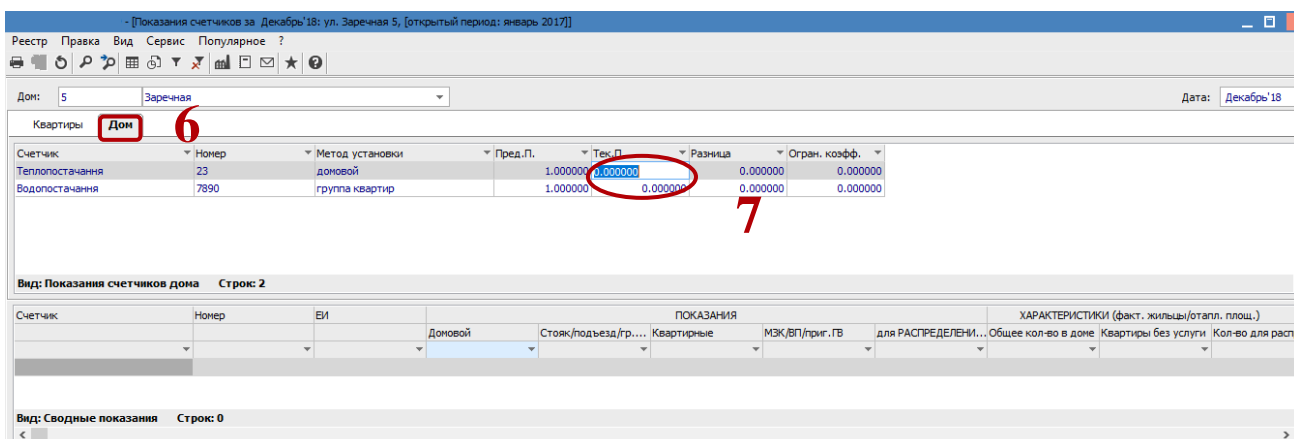 - [Показания счетчиков за Декабрь'18: ул. Заречная 5, [открытый период: январь 2017]]
Реестр Правка Вид Сервис Популярное ?
Дом: 5 Заречная Дата: Декабрь'18
Квартиры Дом 6
Счетчик Номер Метод установки Пред.П. Тек.П Разница Огран. коэфф.
Теплопостачання 23 домовой 1.000000 0.000000 0.000000 0.000000
Водопостачання 7890 группа квартир 1.000000 0.000000 0.000000 0.000000
7
Вид: Показания счетчиков дома Строк: 2
Счетчик Номер ЕИ ПОКАЗАНИЯ ХАРАКТЕРИСТИКИ (факт. жильцы/отапл. площ.)
Домовой Стояк/подъезд/гр.... Квартирные МЗК/ВП/приг.ГВ для РАСПРЕДЕЛЕНИ... Общее кол-во в доме Квартиры без услуги Кол-во для расп
Вид: Сводные показания Строк: 0